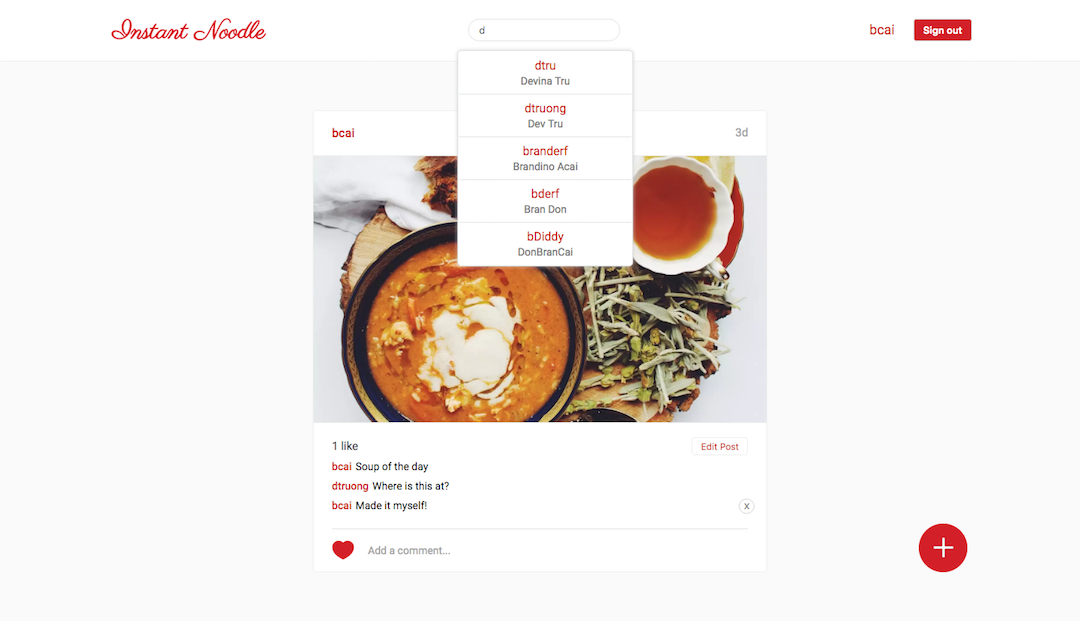 Instant Noodle
d
bcai
Sign out
dtru
Devina Tru
dtruong
Dev Tru
branderf
Brandino Acai
bderf
Bran Don
bDiddy
DonBranCai
bcai
3d
1 like
Edit Post
bcai Soup of the day
dtruong Where is this at?
bcai Made it myself!
x
Add a comment...